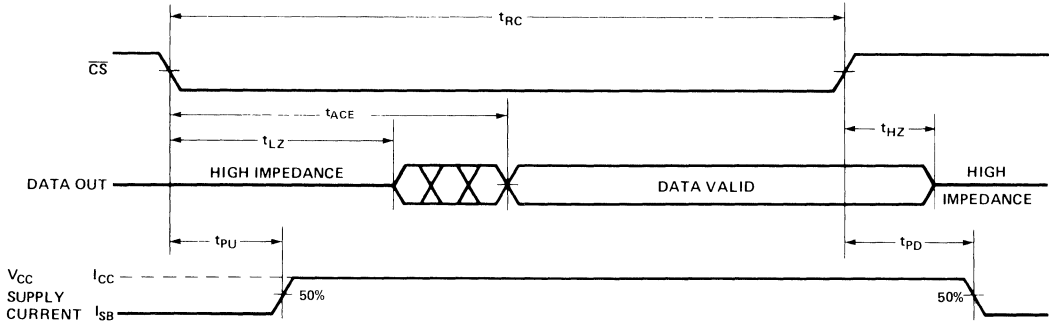 tRC
CS
tACE
tLZ
tHZ
DATA OUT
HIGH IMPEDANCE
DATA VALID
HIGH
IMPEDANCE
tPU
tPD
VCC
SUPPLY
CURRENT
ICC
ISB
50%
50%